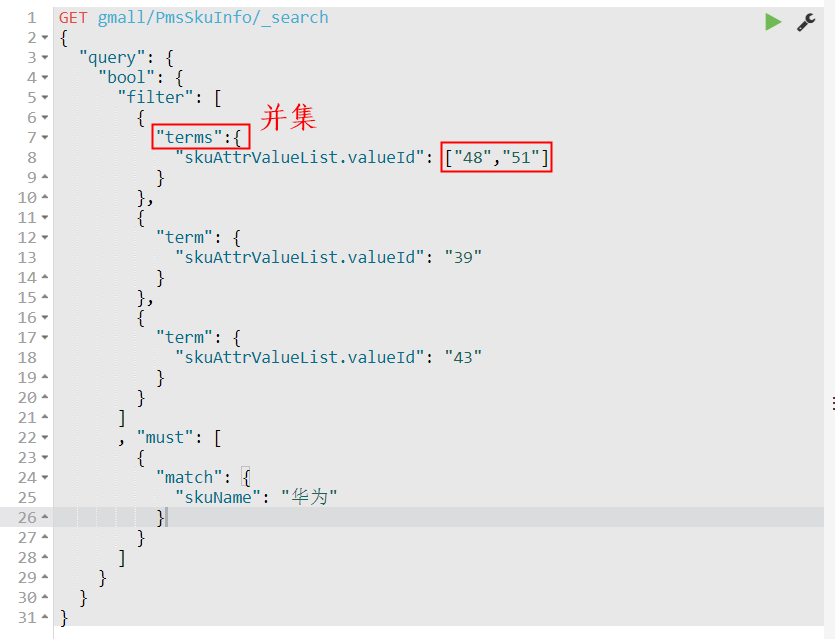 1 GET gmall/PmsSkuInfo/_search
2 {
3 "query": {
4 "bool": {
5 "filter": [
6 {
7 "terms":{ 并集
8 "skuAttrValueList.valueId": ["48","51"]
9 }
10 },
11 {
12 "term": {
13 "skuAttrValueList.valueId": "39"
14 }
15 },
16 {
17 "term": {
18 "skuAttrValueList.valueId": "43"
19 }
20 }
21 ]
22 , "must": [
23 {
24 "match": {
25 "skuName": "华为"
26 }
27 }
28 ]
29 }
30 }
31 }